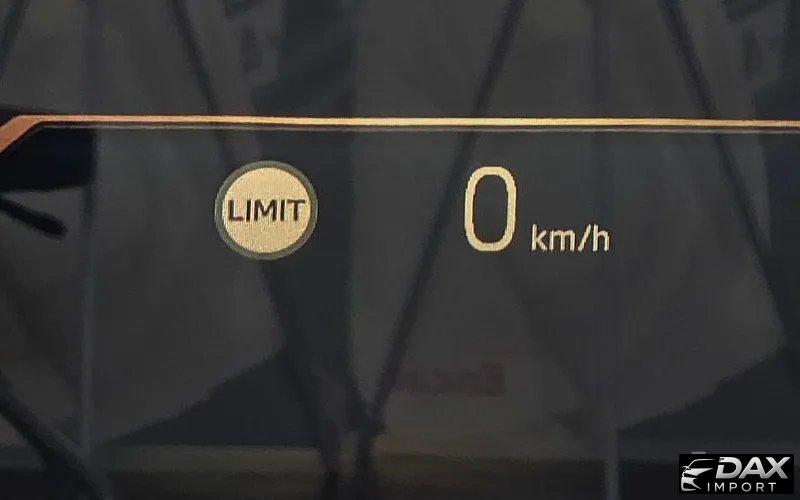 LIMIT
0 km/h
DAX
IMPORT